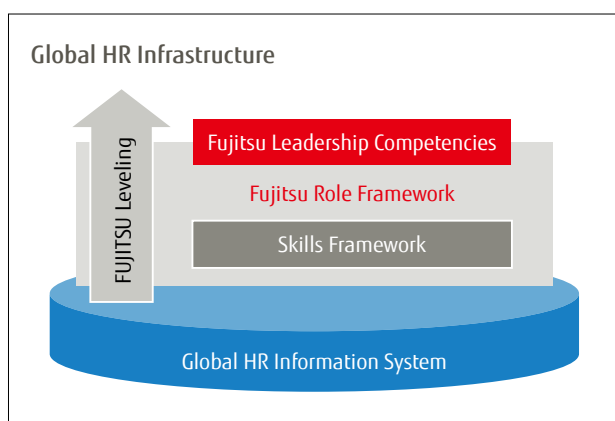 Global HR Infrastructure
FUJITSU Leveling
Fujitsu Leadership Competencies
Fujitsu Role Framework
Skills Framework
Global HR Information System